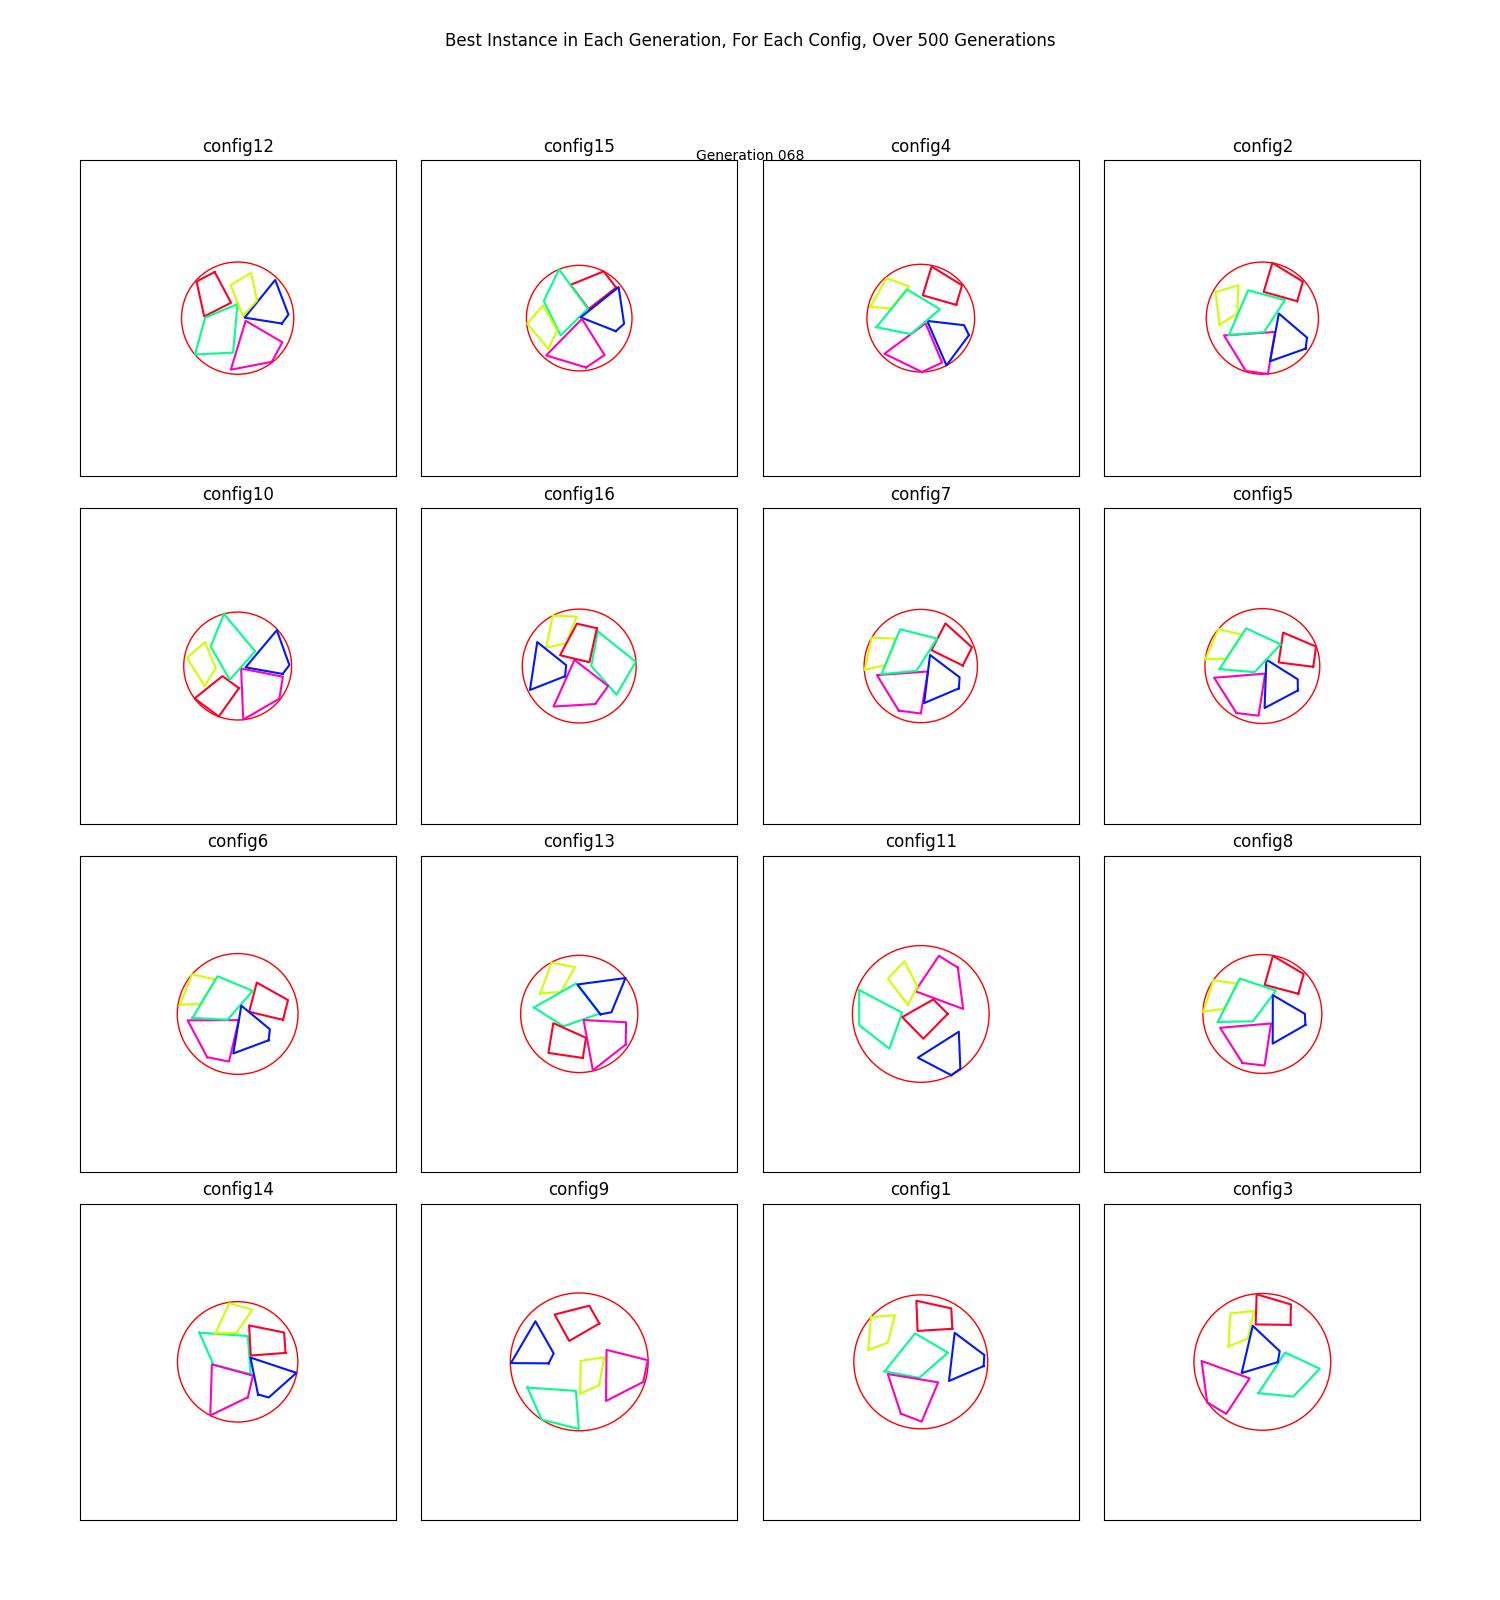 Best Instance in Each Generation, For Each Config, Over 500 Generations
Generation 068
config12
config15
config4
config2
config10
config16
config7
config5
config6
config13
config11
config8
config14
config9
config1
config3